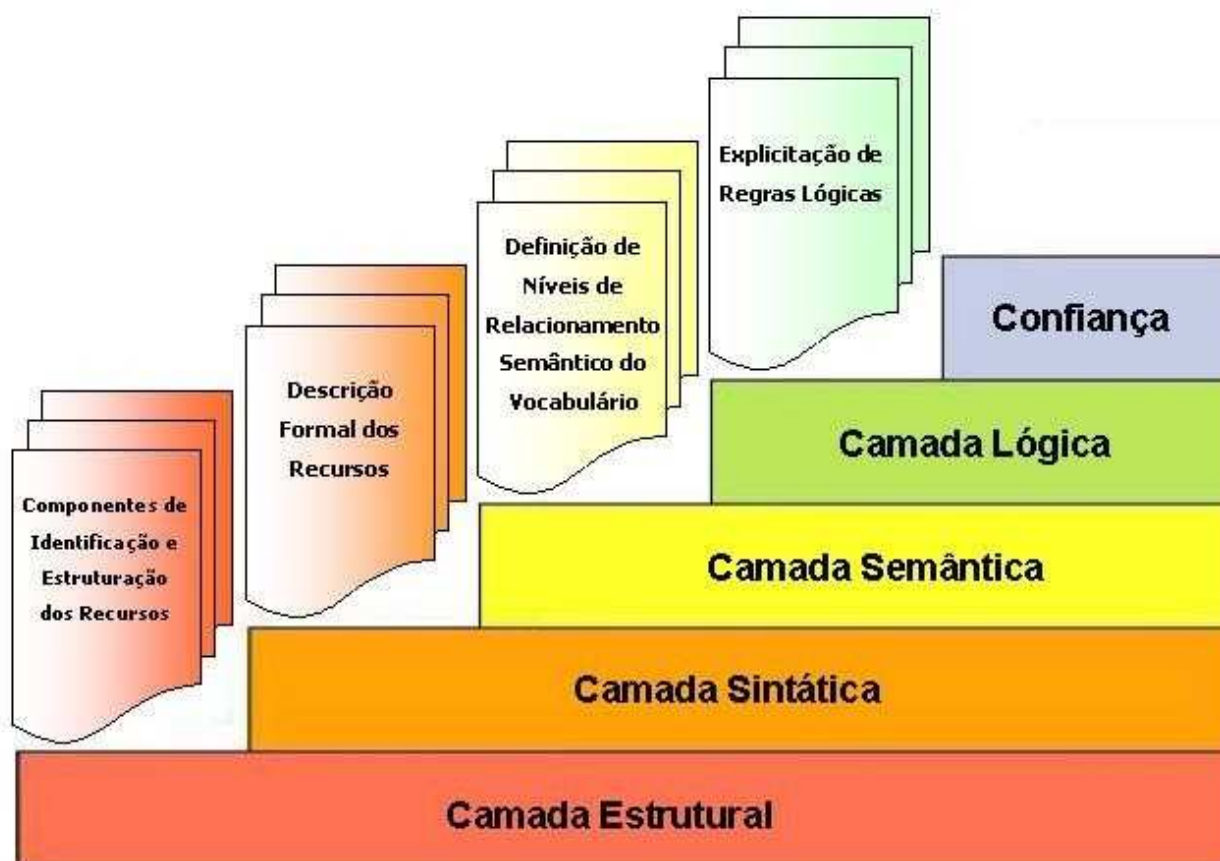 Explicitação de
Regras Lógicas
Definição de
Níveis de
Relacionamento
Semântico do
Vocabulário
Descrição
Formal dos
Recursos
Componentes de
Identificação e
Estruturação
dos Recursos
Confiança
Camada Lógica
Camada Semântica
Camada Sintática
Camada Estrutural